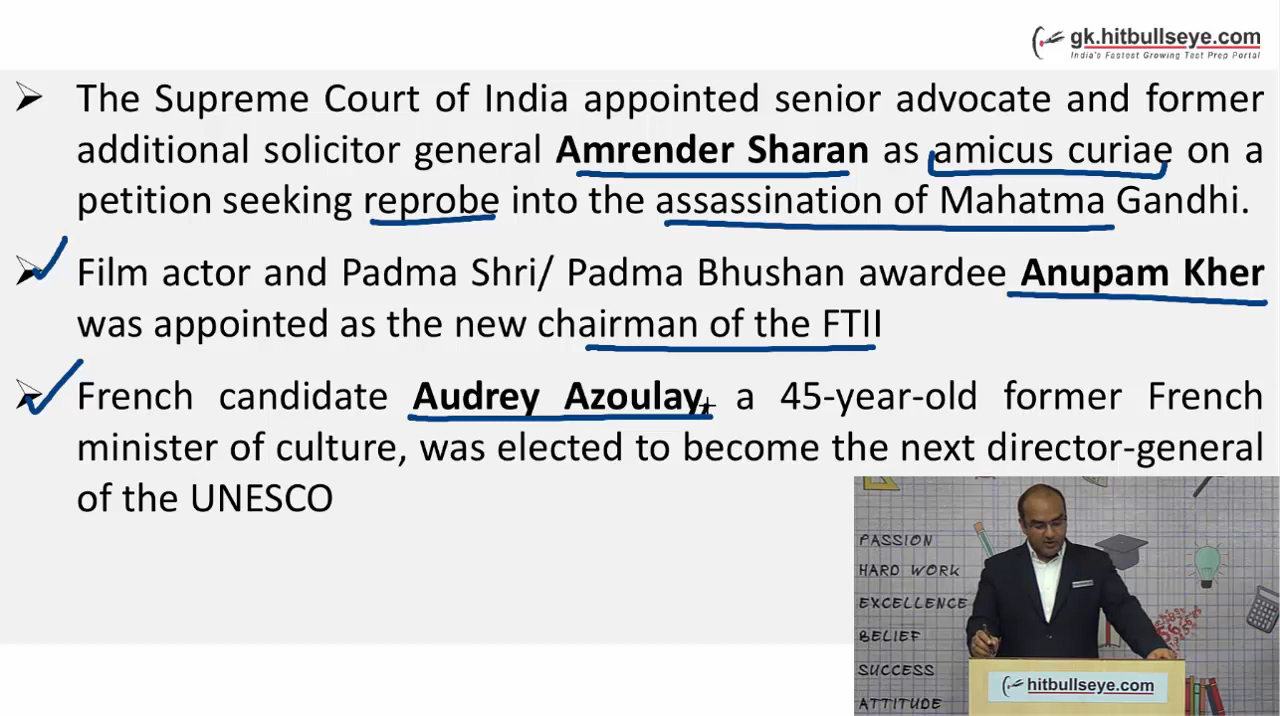 gk.hitbullseye.com
India's Fastest Growing Test Prep Portal
The Supreme Court of India appointed senior advocate and former
additional solicitor general Amrender Sharan as amicus curiae on a
petition seeking reprobe into the assassination of Mahatma Gandhi.
Film actor and Padma Shri/ Padma Bhushan awardee Anupam Kher
was appointed as the new chairman of the FTII
French candidate Audrey Azoulay, a 45-year-old former French
minister of culture, was elected to become the next director-general
of the UNESCO
PASSION
HARD WORK
EXCELLENCE
BELIEF
SUCCESS
ATTITUDE
hitbullseye.com